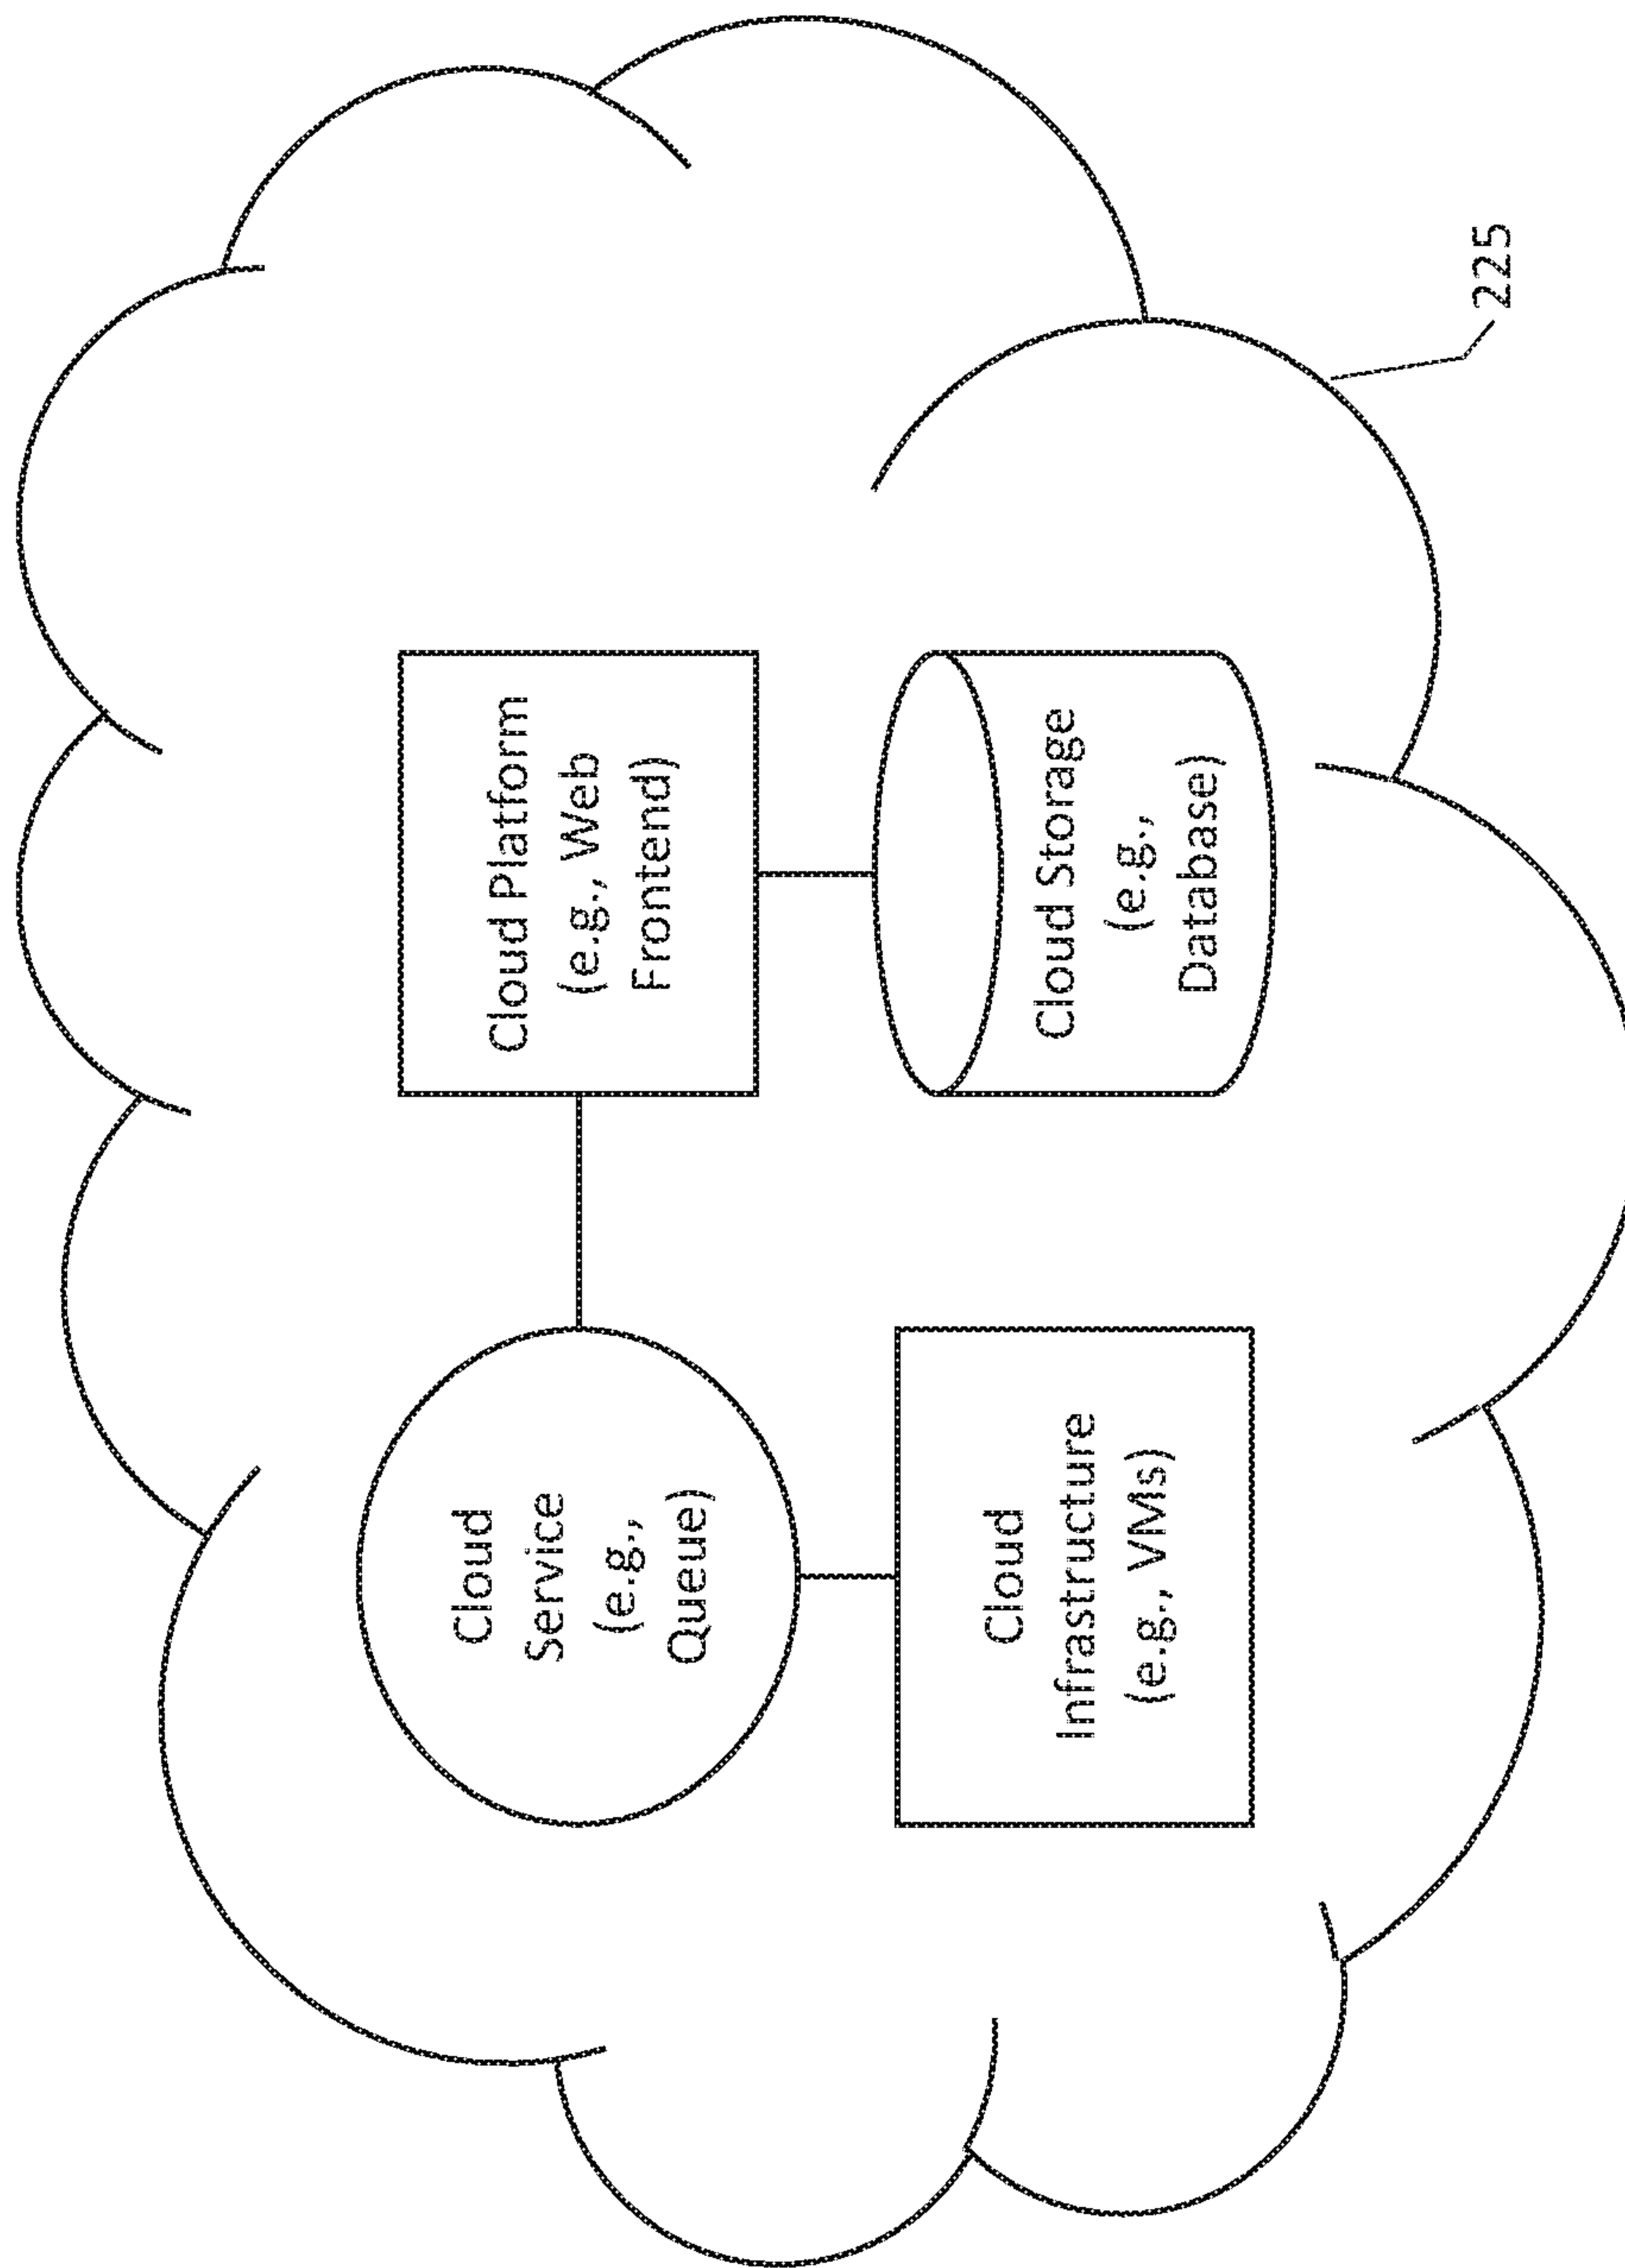 Cloud
Service
(e.g.,
Queue)
Cloud Platform
(e.g., Web
Frontend)
Cloud
Infrastructure
(e.g., VMs)
Cloud Storage
(e.g.,
Database)
225